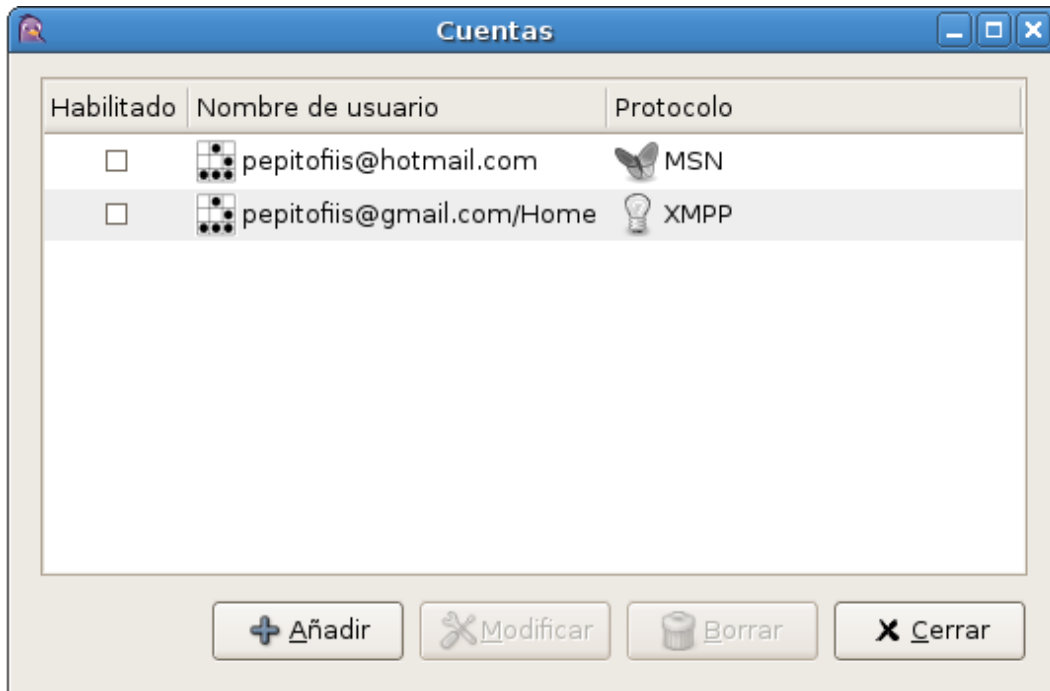 Cuentas
Habilitado Nombre de usuario Protocolo
pepitofiis@hotmail.com MSN
pepitofiis@gmail.com/Home XMPP
Añadir Modificar Borrar Cerrar